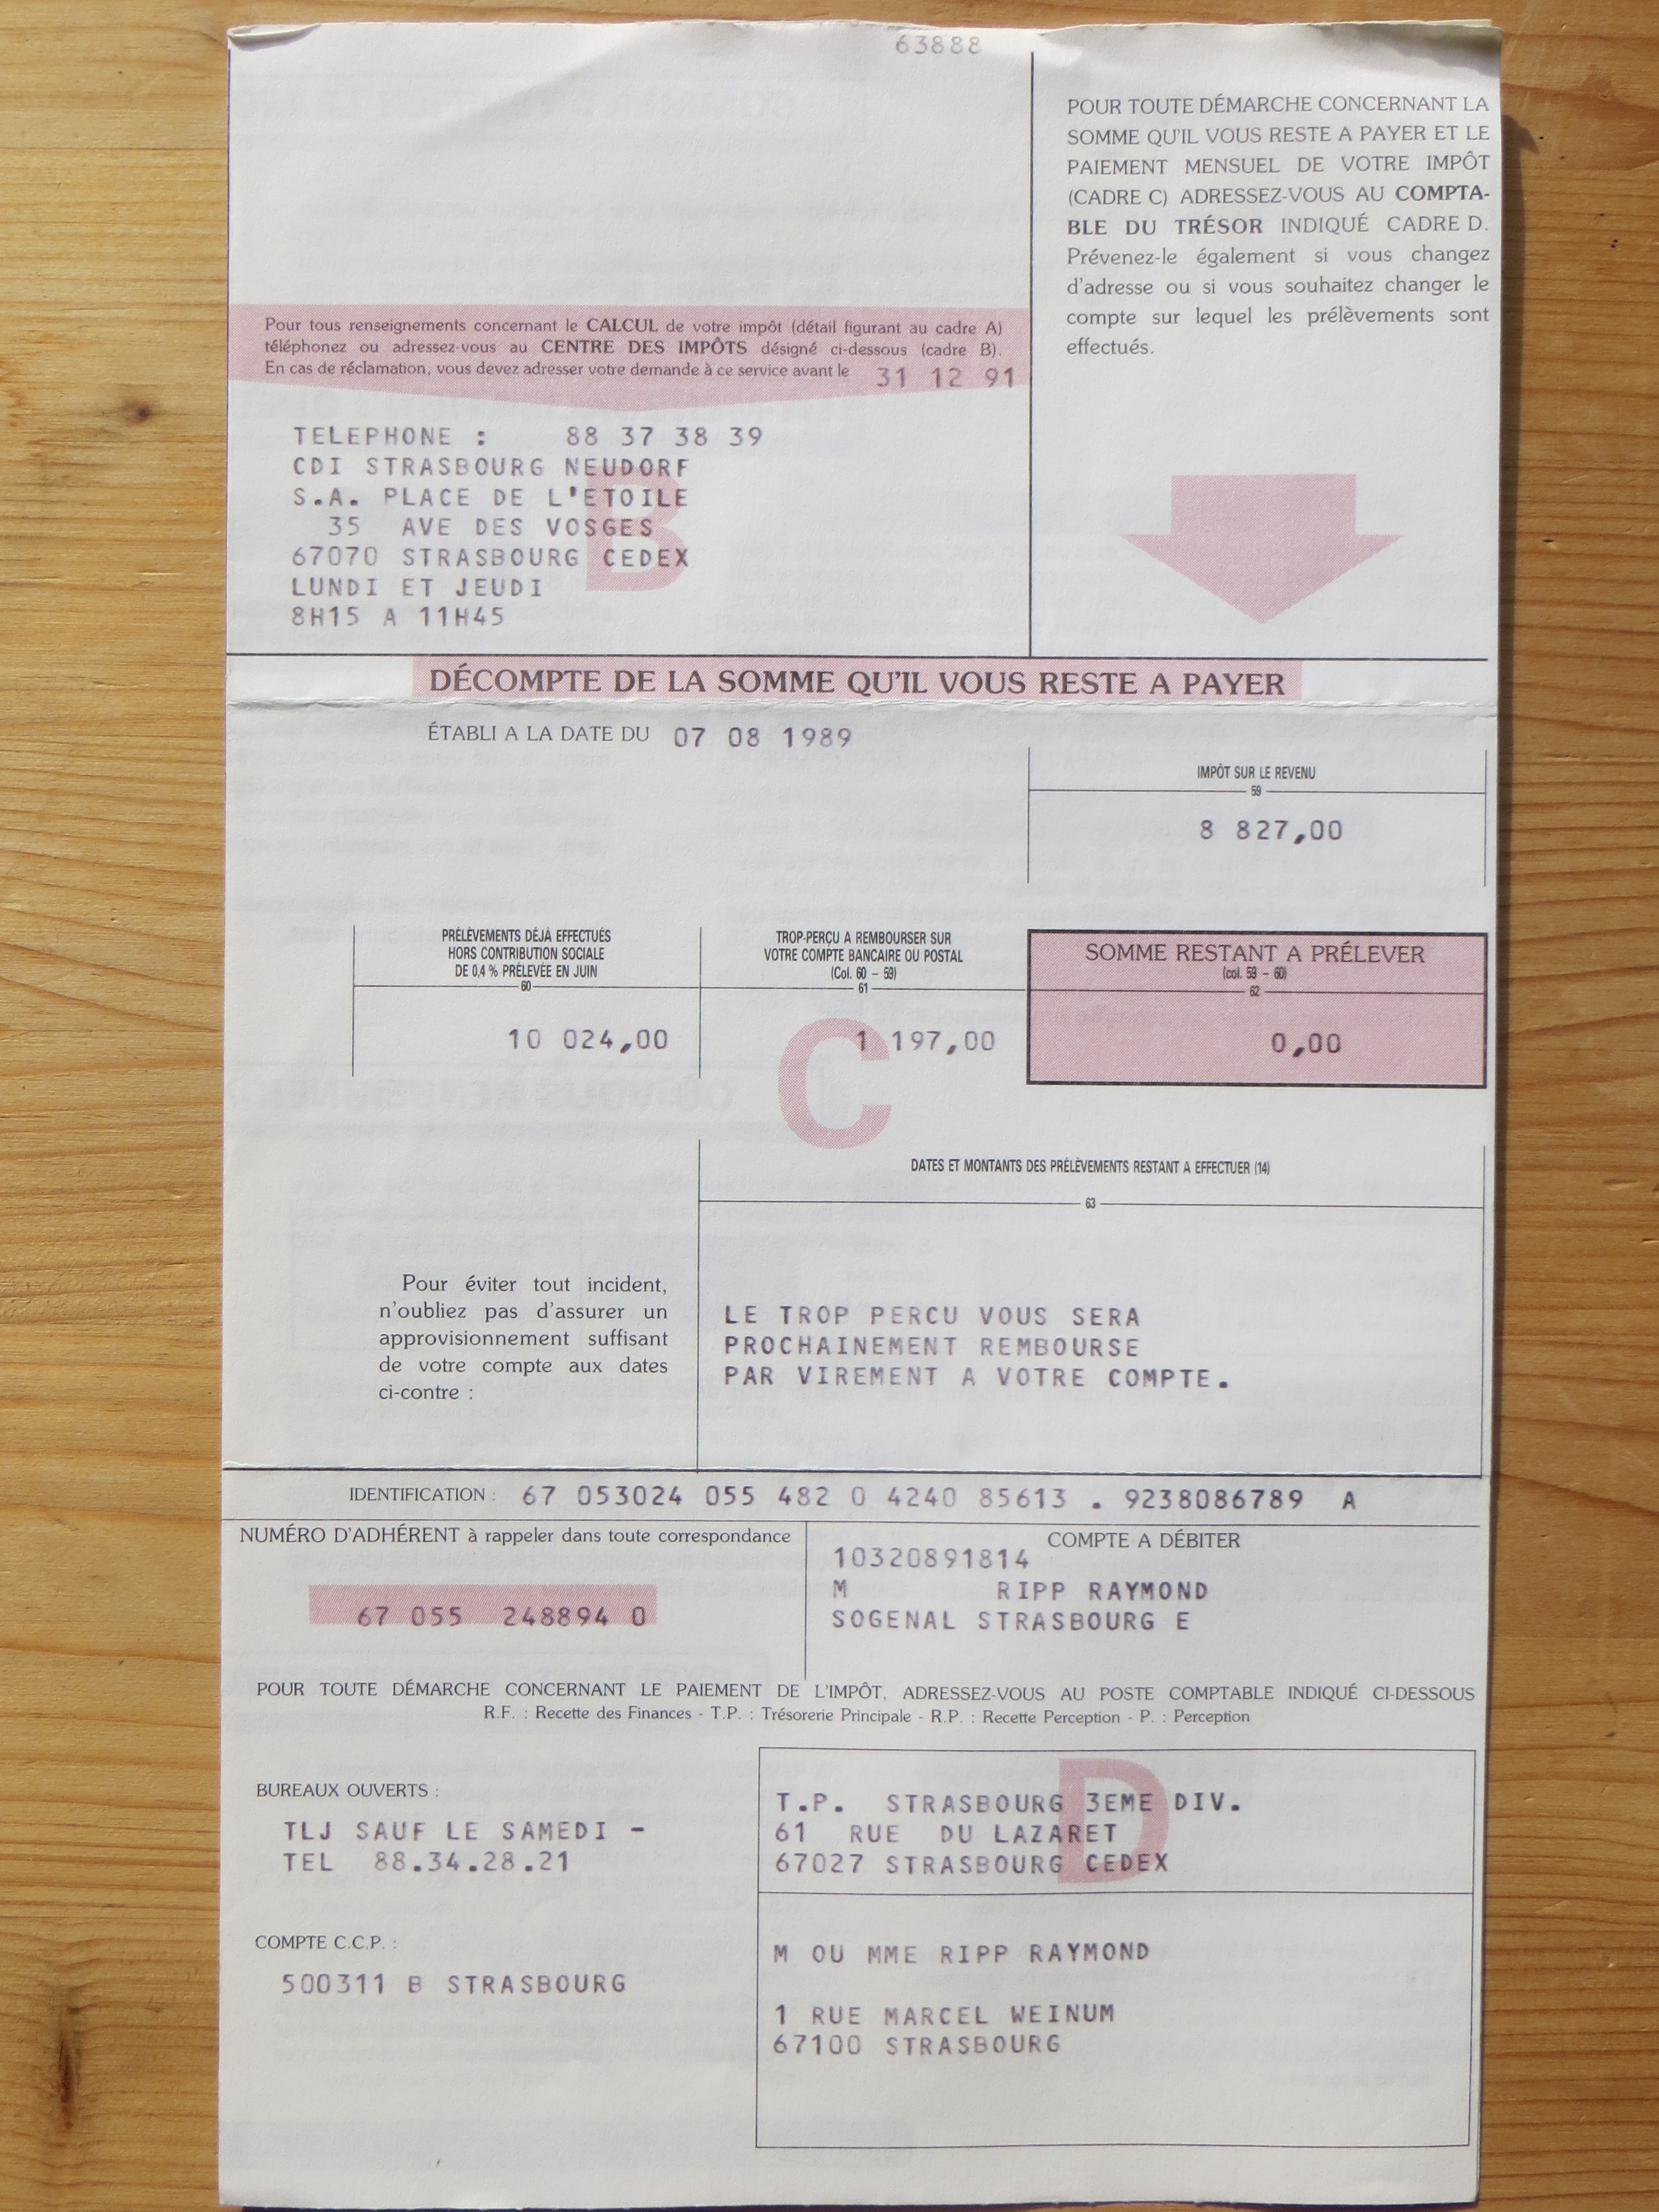 63888
POUR TOUTE DÉMARCHE CONCERNANT LA
SOMME QU'IL VOUS RESTE A PAYER ET LE
PAIEMENT MENSUEL DE VOTRE IMPÔT
(CADRE C) ADRESSEZ-VOUS AU COMPTA-
BLE DU TRÉSOR INDIQUÉ CADRE D.
Prévenez-le également si vous changez
d'adresse ou si vous souhaitez changer le
compte sur lequel les prélèvements sont
effectués.
Pour tous renseignements concernant le CALCUL de votre impôt (détail figurant au cadre A)
téléphonez ou adressez-vous au CENTRE DES IMPÔTS désigné ci-dessous (cadre B).
En cas de réclamation, vous devez adresser votre demande à ce service avant le 31 12 91
B
TELEPHONE : 88 37 38 39
CDI STRASBOURG NEUDORF
S.A. PLACE DE L'ETOILE
35 AVE DES VOSGES
67070 STRASBOURG CEDEX
LUNDI ET JEUDI
8H15 A 11H45
DÉCOMPTE DE LA SOMME QU'IL VOUS RESTE A PAYER
ÉTABLI A LA DATE DU 07 08 1989
IMPÔT SUR LE REVENU
59
8 827,00
PRÉLÈVEMENTS DÉJÀ EFFECTUÉS
HORS CONTRIBUTION SOCIALE
DE 0,4 % PRÉLEVÉE EN JUIN
60
10 024,00
TROP-PERÇU A REMBOURSER SUR
VOTRE COMPTE BANCAIRE OU POSTAL
(Col. 60 - 59)
61
1 197,00
SOMME RESTANT A PRÉLEVER
(col. 59 - 60)
62
0,00
C
DATES ET MONTANTS DES PRÉLÈVEMENTS RESTANT A EFFECTUER (14)
63
Pour éviter tout incident,
n'oubliez pas d'assurer un
approvisionnement suffisant
de votre compte aux dates
ci-contre :
LE TROP PERCU VOUS SERA
PROCHAINEMENT REMBOURSE
PAR VIREMENT A VOTRE COMPTE.
IDENTIFICATION : 67 053024 055 482 0 4240 85613 . 9238086789 A
NUMÉRO D'ADHÉRENT à rappeler dans toute correspondance
67 055 248894 0
COMPTE A DÉBITER
10320891814
M RIPP RAYMOND
SOGENAL STRASBOURG E
POUR TOUTE DÉMARCHE CONCERNANT LE PAIEMENT DE L'IMPÔT, ADRESSEZ-VOUS AU POSTE COMPTABLE INDIQUÉ CI-DESSOUS
R.F. : Recette des Finances - T.P. : Trésorerie Principale - R.P. : Recette Perception - P. : Perception
BUREAUX OUVERTS :
TLJ SAUF LE SAMEDI -
TEL 88.34.28.21
D
T.P. STRASBOURG 3EME DIV.
61 RUE DU LAZARET
67027 STRASBOURG CEDEX
COMPTE C.C.P. :
500311 B STRASBOURG
M OU MME RIPP RAYMOND
1 RUE MARCEL WEINUM
67100 STRASBOURG